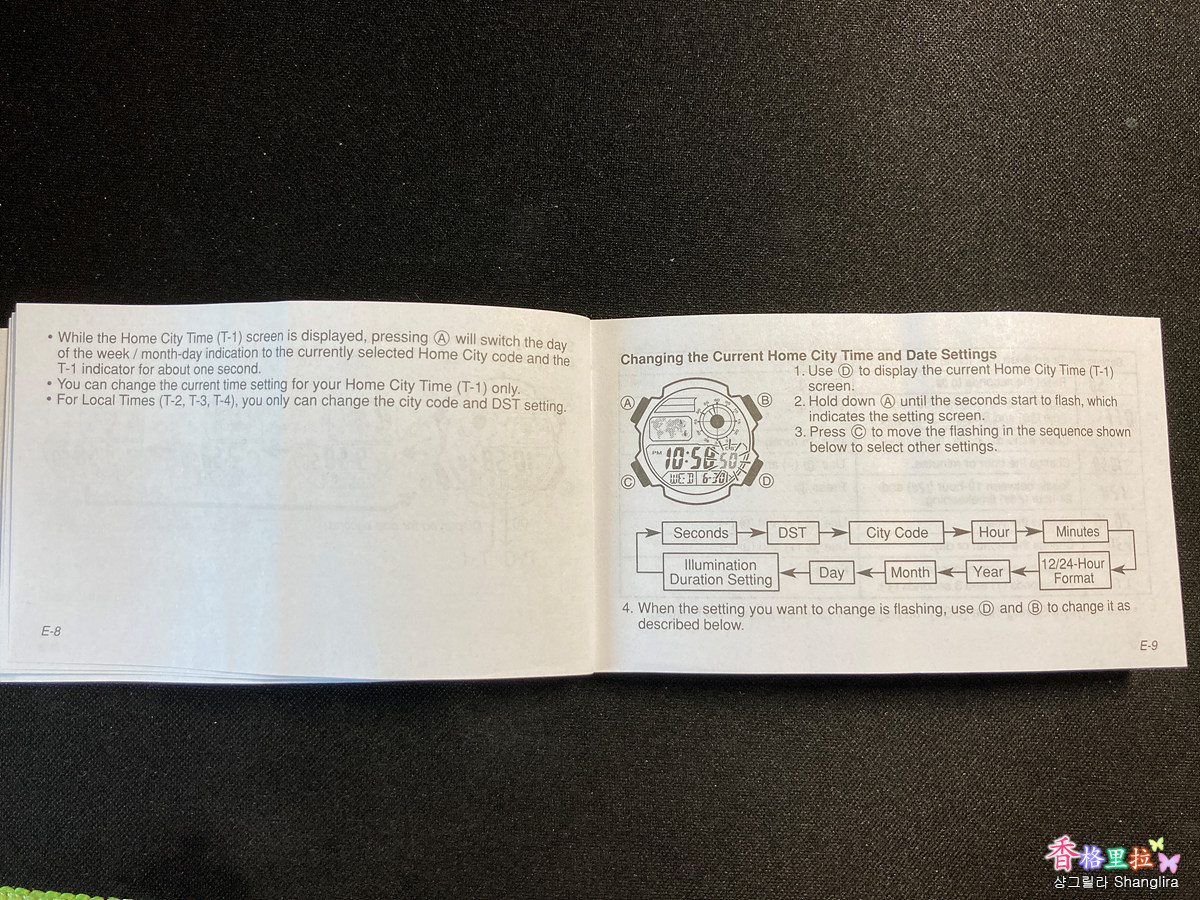 • While the Home City Time (T-1) screen is displayed, pressing Ⓐ will switch the day
of the week / month-day indication to the currently selected Home City code and the
T-1 indicator for about one second.
• You can change the current time setting for your Home City Time (T-1) only.
• For Local Times (T-2, T-3, T-4), you only can change the city code and DST setting.
E-8
Changing the Current Home City Time and Date Settings
1. Use Ⓓ to display the current Home City Time (T-1)
screen.
2. Hold down Ⓐ until the seconds start to flash, which
indicates the setting screen.
3. Press Ⓒ to move the flashing in the sequence shown
below to select other settings.
Ⓐ Ⓑ
PM 10:58 50
WED 6-30
Ⓒ Ⓓ
Seconds DST City Code Hour Minutes
Illumination
Duration Setting Day Month Year 12/24-Hour
Format
4. When the setting you want to change is flashing, use Ⓓ and Ⓑ to change it as
described below.
E-9
香格里拉
샹그릴라 Shanglira